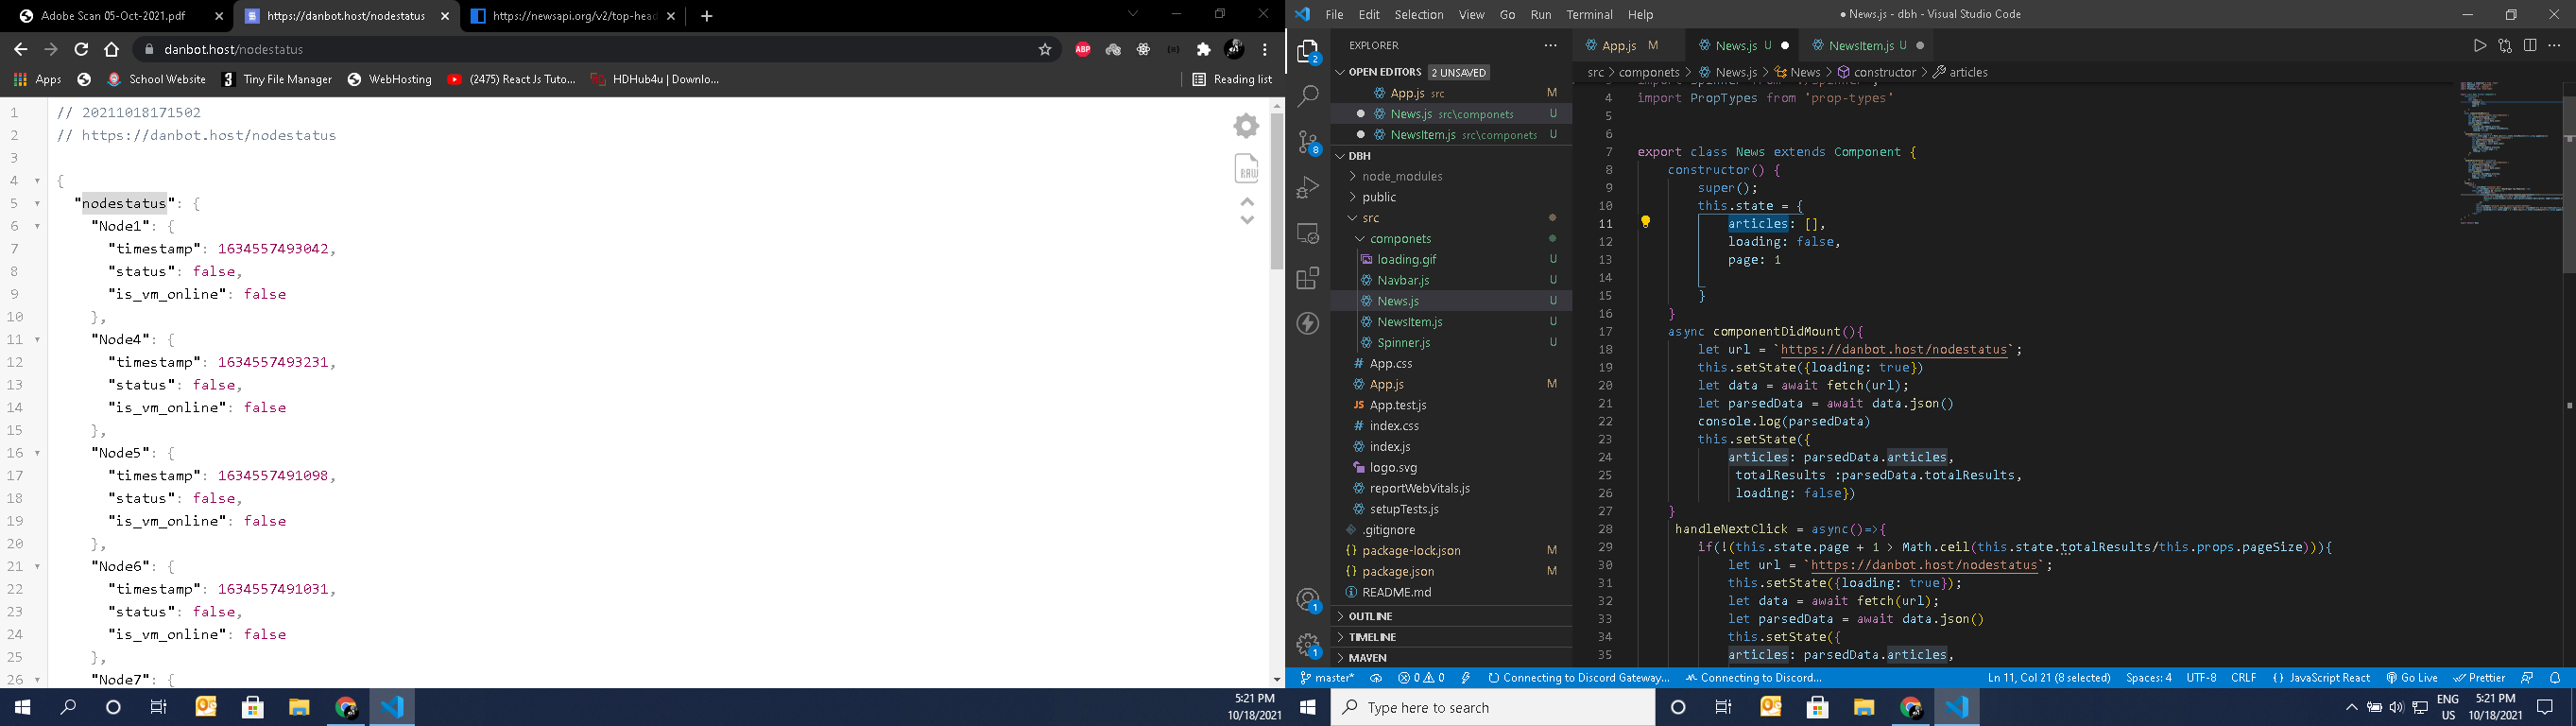 Adobe Scan 05-Oct-2021.pdf
https://danbot.host/nodestatus
https://newsapi.org/v2/top-head
danbot.host/nodestatus
Apps
School Website
Tiny File Manager
WebHosting
(2475) React Js Tuto...
HDHub4u | Downlo...
Reading list
1 // 20211018171502
2 // https://danbot.host/nodestatus
3
4 {
5 "nodestatus": {
6 "Node1": {
7 "timestamp": 1634557493042,
8 "status": false,
9 "is_vm_online": false
10 },
11 "Node4": {
12 "timestamp": 1634557493231,
13 "status": false,
14 "is_vm_online": false
15 },
16 "Node5": {
17 "timestamp": 1634557491098,
18 "status": false,
19 "is_vm_online": false
20 },
21 "Node6": {
22 "timestamp": 1634557491031,
23 "status": false,
24 "is_vm_online": false
25 },
26 "Node7": {
RAW
5:21 PM
10/18/2021
File Edit Selection View Go Run Terminal Help
● News.js - dbh - Visual Studio Code
EXPLORER
OPEN EDITORS 2 UNSAVED
App.js src M
News.js src\componets U
NewsItem.js src\componets U
DBH
node_modules
public
src
componets
loading.gif U
Navbar.js U
News.js U
NewsItem.js U
Spinner.js U
# App.css
App.js M
JS App.test.js
# index.css
index.js
logo.svg
reportWebVitals.js
setupTests.js
.gitignore
{} package-lock.json M
{} package.json M
README.md
OUTLINE
TIMELINE
MAVEN
2
8
1
1
App.js M
News.js U
NewsItem.js U
src > componets > News.js > News > constructor > articles
4 import PropTypes from 'prop-types'
5
6
7 export class News extends Component {
8 constructor() {
9 super();
10 this.state = {
11 articles: [],
12 loading: false,
13 page: 1
14
15 }
16 }
17 async componentDidMount(){
18 let url = `https://danbot.host/nodestatus`;
19 this.setState({loading: true})
20 let data = await fetch(url);
21 let parsedData = await data.json()
22 console.log(parsedData)
23 this.setState({
24 articles: parsedData.articles,
25 totalResults :parsedData.totalResults,
26 loading: false})
27 }
28 handleNextClick = async()=>{
29 if(!(this.state.page + 1 > Math.ceil(this.state.totalResults/this.props.pageSize))){
30 let url = `https://danbot.host/nodestatus`;
31 this.setState({loading: true});
32 let data = await fetch(url);
33 let parsedData = await data.json()
34 this.setState({
35 articles: parsedData.articles,
master*
0 0
Connecting to Discord Gateway...
Connecting to Discord...
Ln 11, Col 21 (8 selected)
Spaces: 4
UTF-8
CRLF
{} JavaScript React
Go Live
Prettier
Type here to search
ENG
US
5:21 PM
10/18/2021